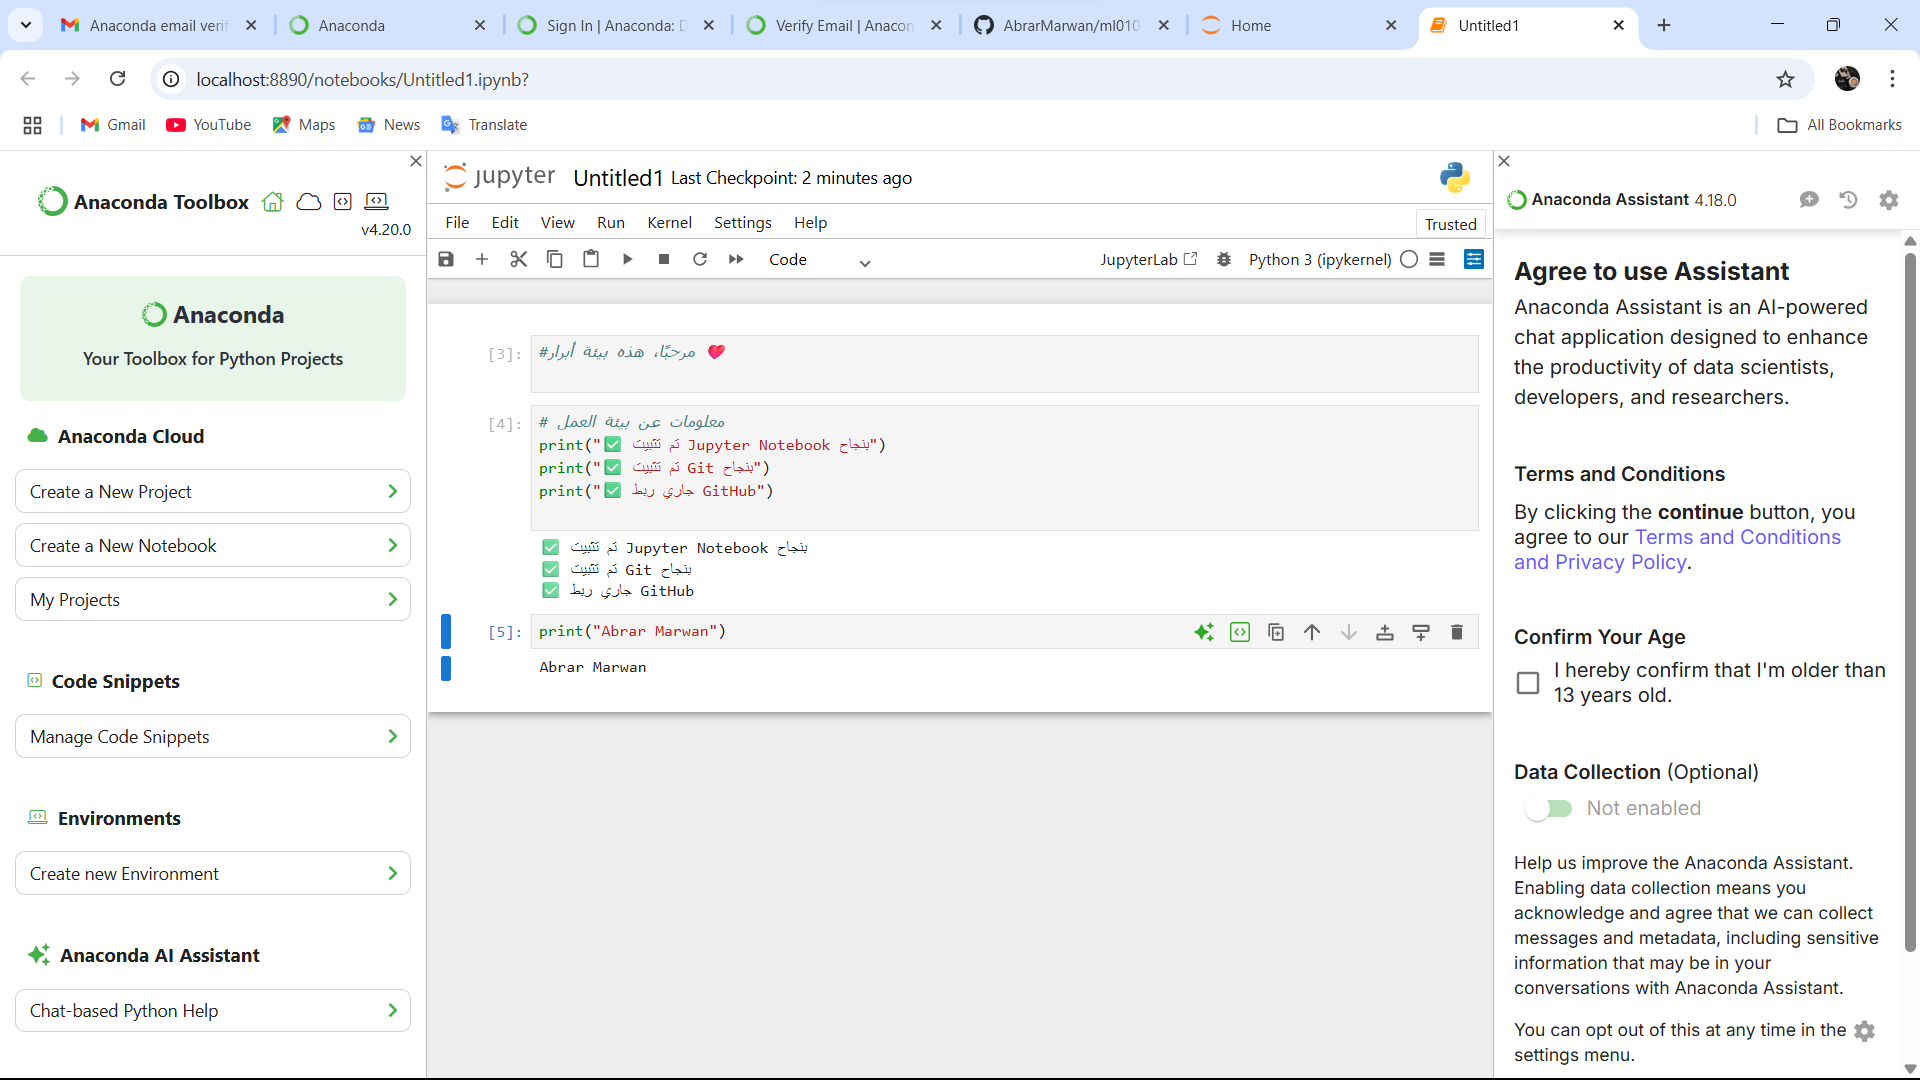 Anaconda email verif
Anaconda
Sign In | Anaconda: D
Verify Email | Anacon
AbrarMarwan/ml010-
Home
Untitled1
localhost:8890/notebooks/Untitled1.ipynb?
Gmail
YouTube
Maps
News
Translate
All Bookmarks
Anaconda Toolbox
v4.20.0
Anaconda
Your Toolbox for Python Projects
Anaconda Cloud
Create a New Project
Create a New Notebook
My Projects
Code Snippets
Manage Code Snippets
Environments
Create new Environment
Anaconda AI Assistant
Chat-based Python Help
jupyter Untitled1 Last Checkpoint: 2 minutes ago
File Edit View Run Kernel Settings Help
Trusted
Code
JupyterLab
Python 3 (ipykernel)
[3]: #مرحبًا، هذه بيئة أبرار ❤️
[4]: # معلومات عن بيئة العمل
print("✅ تم تثبيت Jupyter Notebook بنجاح")
print("✅ تم تثبيت Git بنجاح")
print("✅ جاري ربط GitHub")
✅ تم تثبيت Jupyter Notebook بنجاح
✅ تم تثبيت Git بنجاح
✅ جاري ربط GitHub
[5]: print("Abrar Marwan")
Abrar Marwan
Anaconda Assistant 4.18.0
Agree to use Assistant
Anaconda Assistant is an AI-powered
chat application designed to enhance
the productivity of data scientists,
developers, and researchers.
Terms and Conditions
By clicking the continue button, you
agree to our Terms and Conditions
and Privacy Policy.
Confirm Your Age
I hereby confirm that I'm older than
13 years old.
Data Collection (Optional)
Not enabled
Help us improve the Anaconda Assistant.
Enabling data collection means you
acknowledge and agree that we can collect
messages and metadata, including sensitive
information that may be in your
conversations with Anaconda Assistant.
You can opt out of this at any time in the
settings menu.